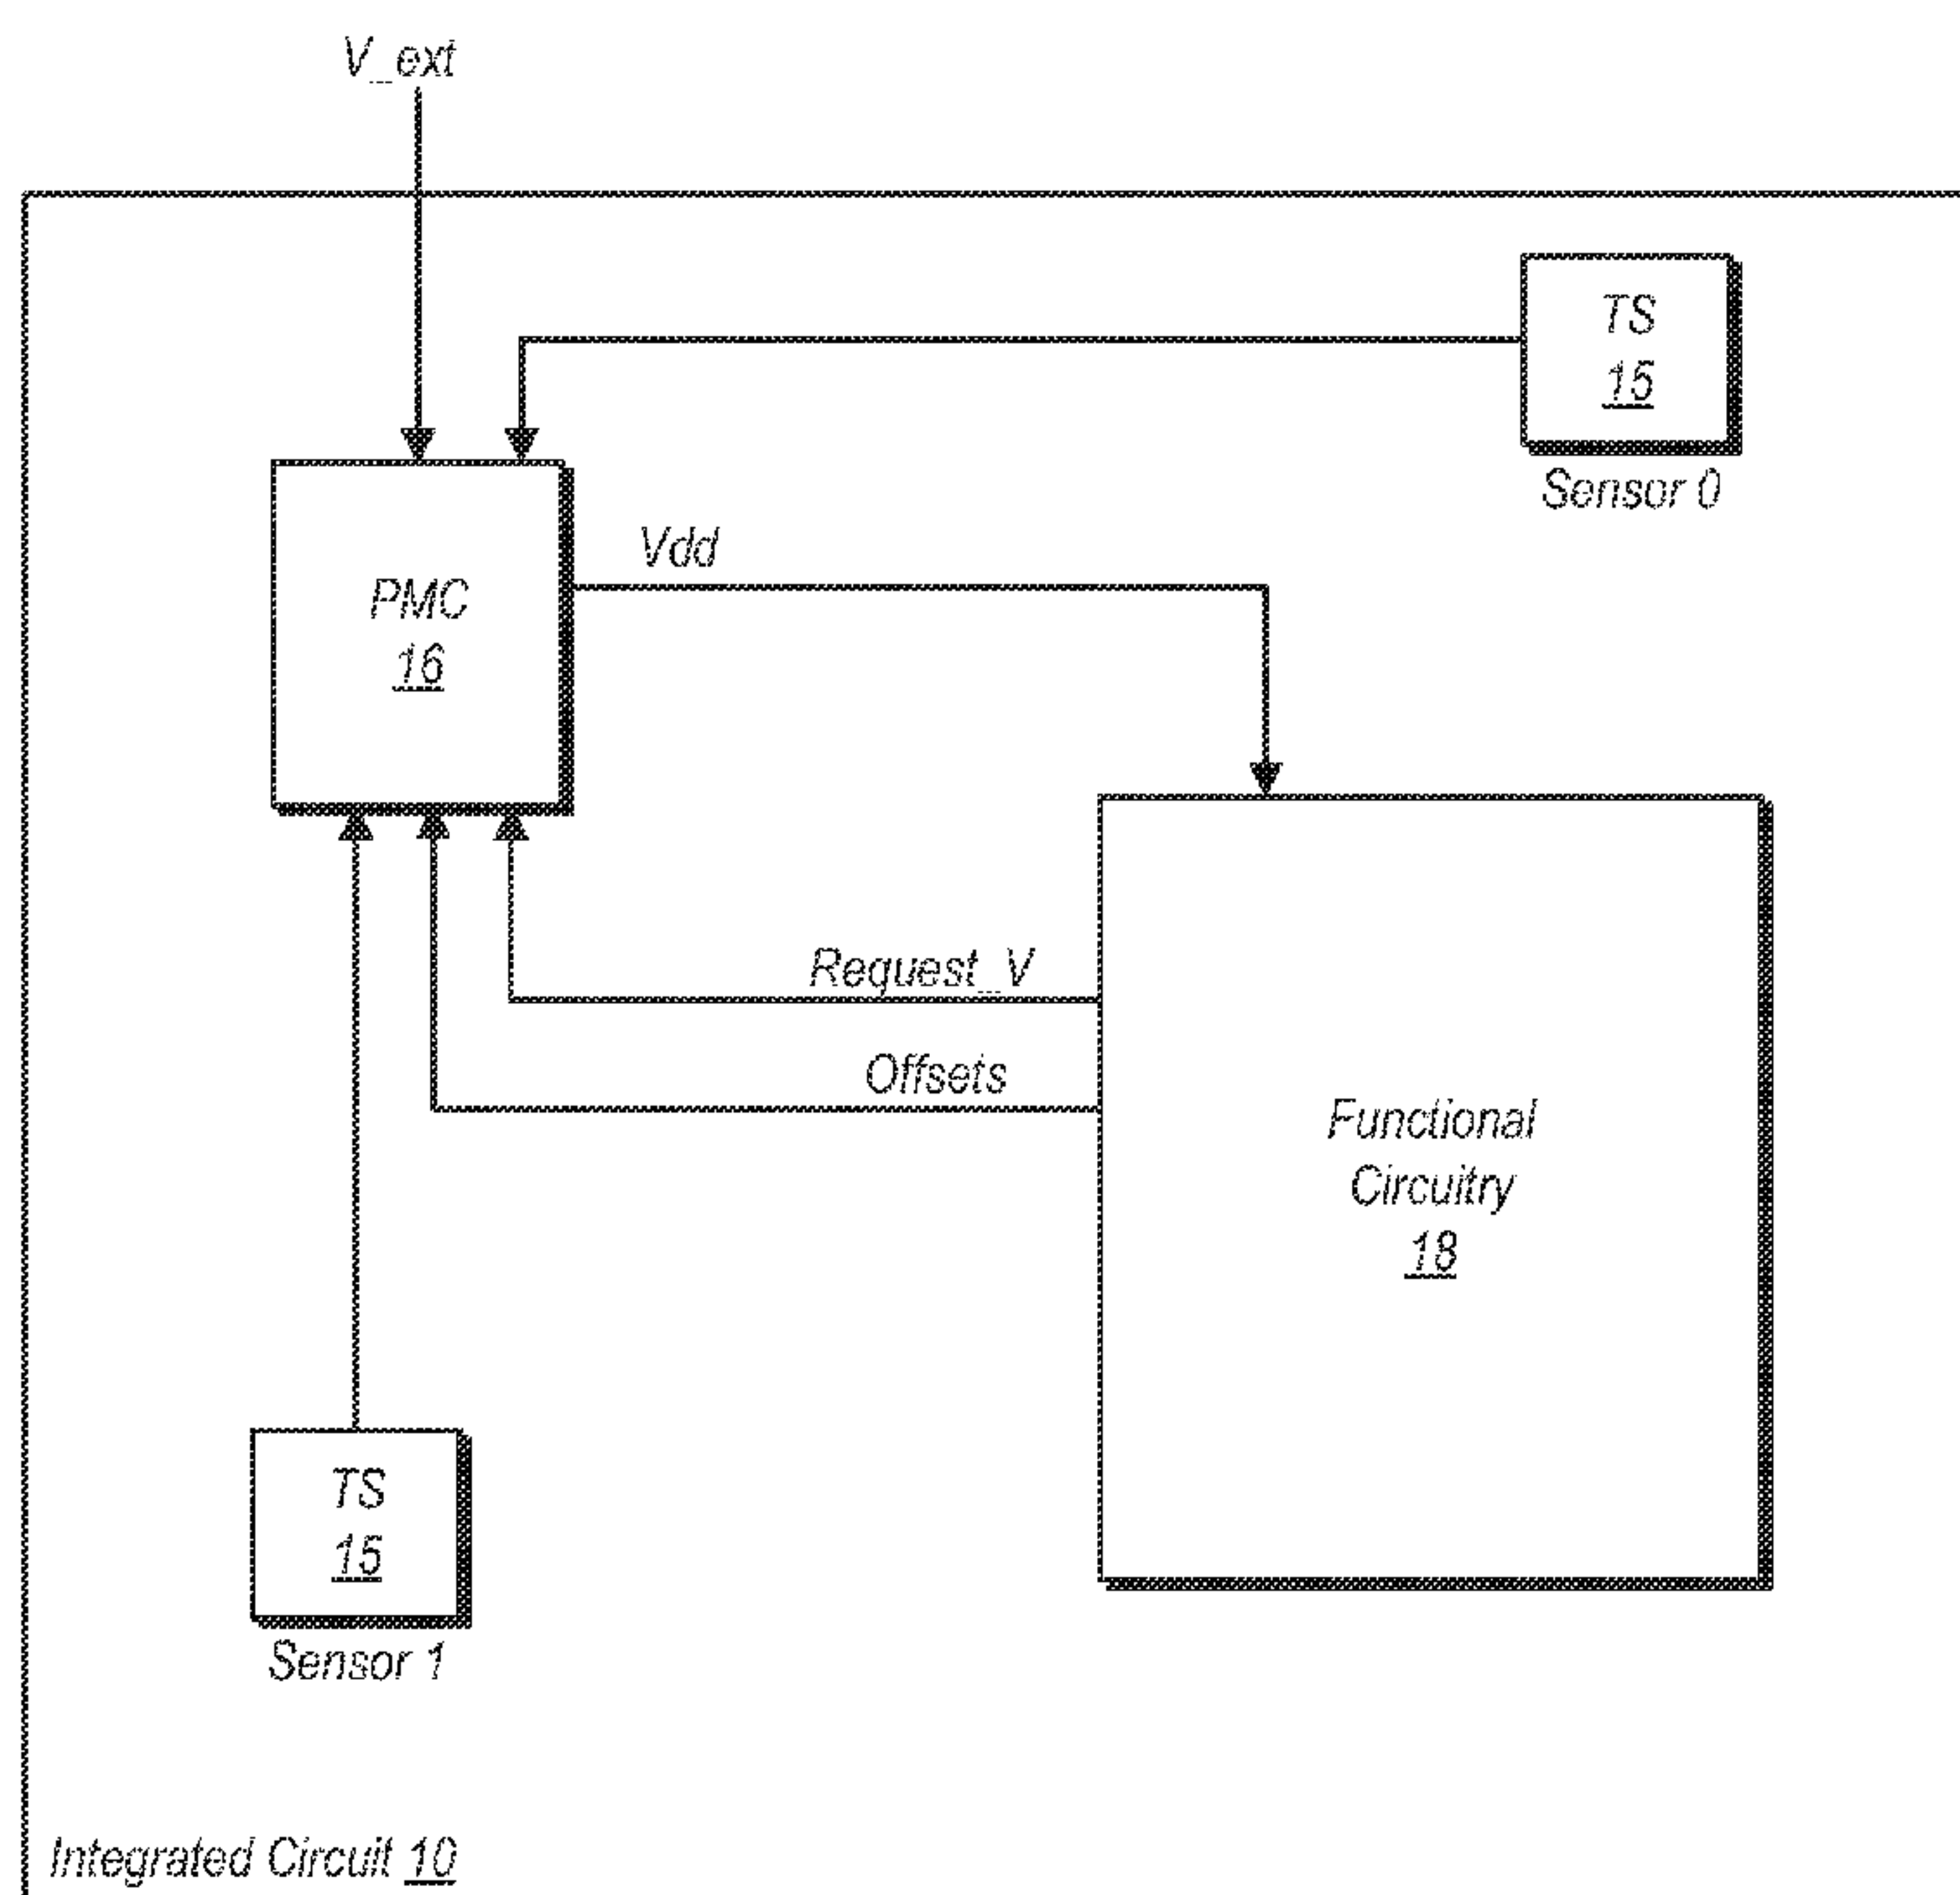 V_ext
TS
15
Sensor 0
Vdd
PMC
16
Request_V
Offsets
Functional
Circuitry
18
TS
15
Sensor 1
Integrated Circuit 10